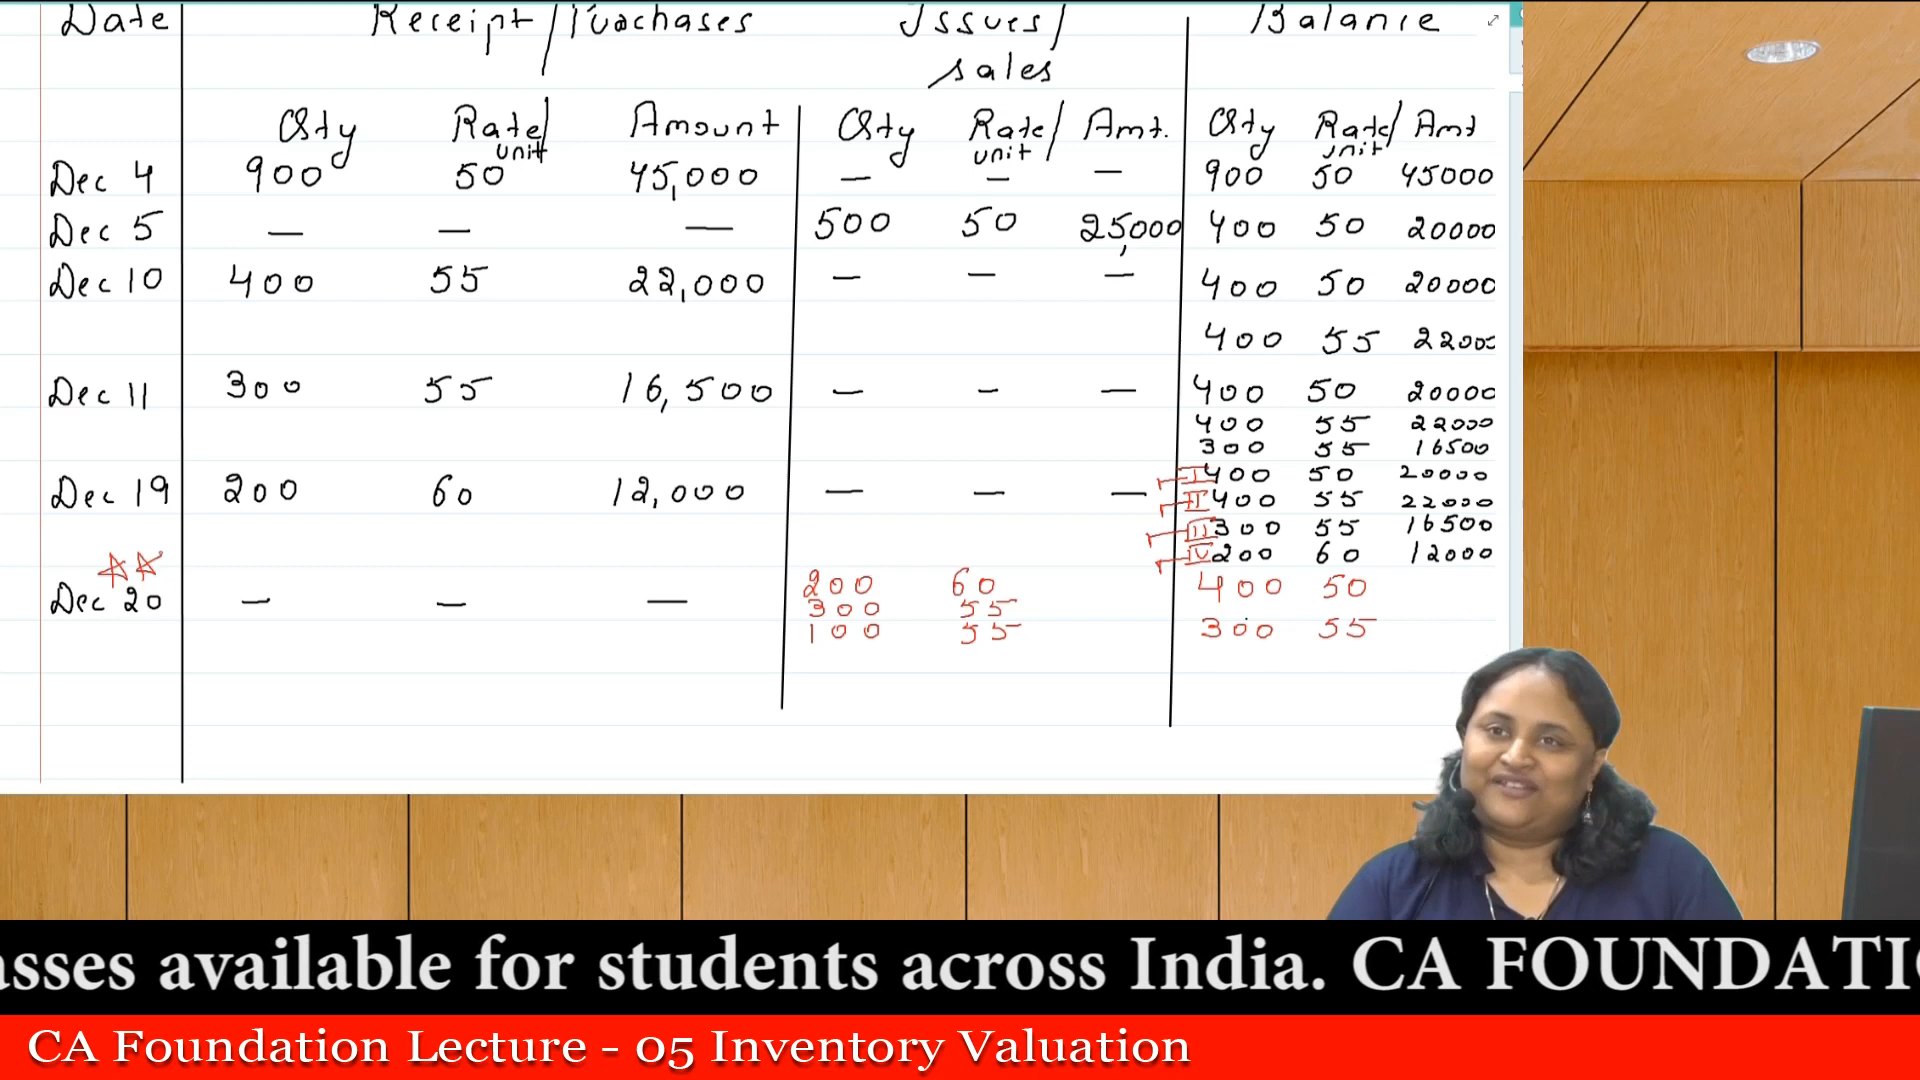 Date Receipt/Purchases Issues/ Balance
sales
Qty Rate/ Amount Qty Rate/ Amt. Qty Rate/ Amt
unit unit unit
Dec 4 900 50 45,000 — — — 900 50 45000
Dec 5 — — — 500 50 25,000 400 50 20000
Dec 10 400 55 22,000 — — — 400 50 20000
400 55 22000
Dec 11 300 55 16,500 — - — 400 50 20000
400 55 22000
300 55 16500
I 400 50 20000
Dec 19 200 60 12,000 — — — II 400 55 22000
III 300 55 16500
IV 200 60 12000
200 60 400 50
Dec 20 — — — 300 55
100 55 300 55
asses available for students across India. CA FOUNDATIO
CA Foundation Lecture - 05 Inventory Valuation